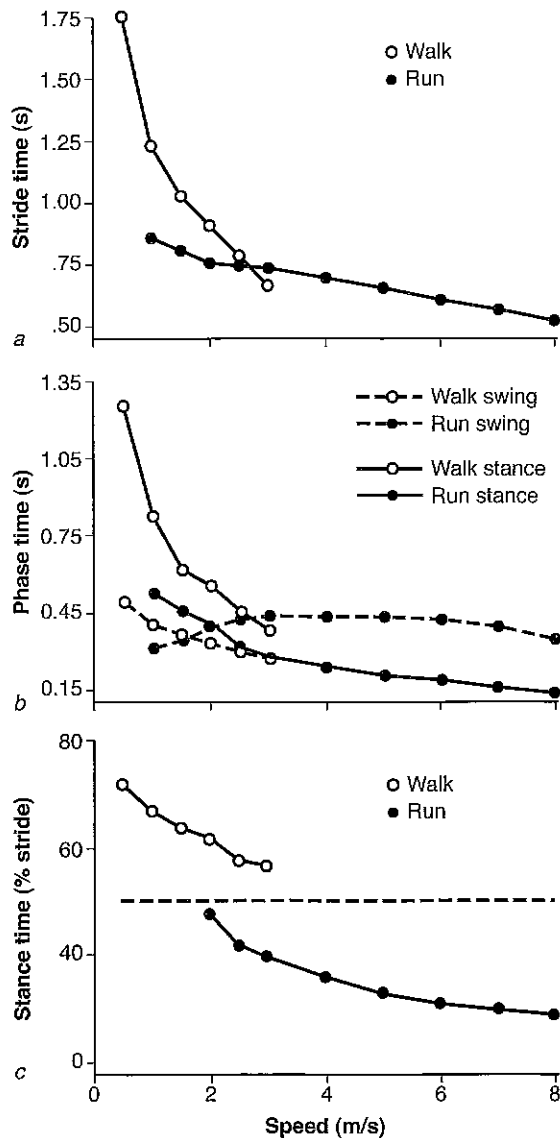 1.75
1.50
1.25
1.00
.75
.50
Stride time (s)
Walk
Run
a
1.35
1.05
0.75
0.45
0.15
Phase time (s)
Walk swing
Run swing
Walk stance
Run stance
b
80
60
40
0
Stance time (% stride)
Walk
Run
c
0 2 4 6 8
Speed (m/s)